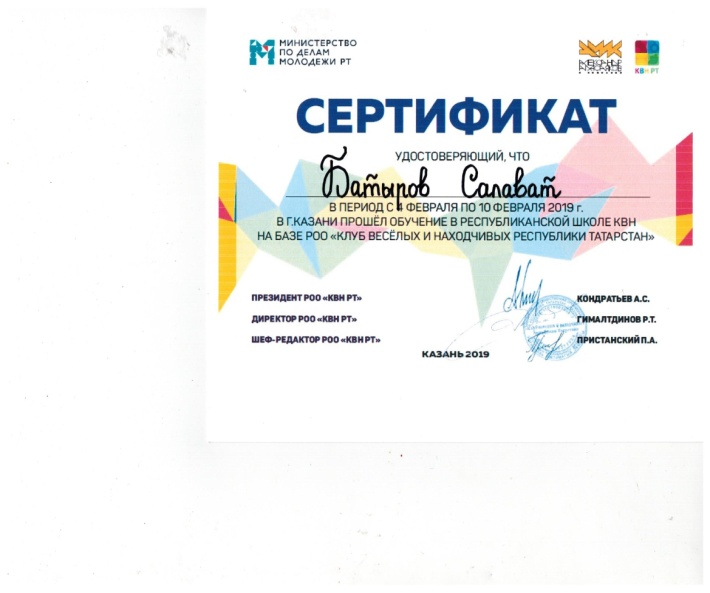 МИНИСТЕРСТВО
ПО ДЕЛАМ
МОЛОДЕЖИ РТ
КВН РТ
СЕРТИФИКАТ
УДОСТОВЕРЯЮЩИЙ, ЧТО
Батыров Салават
В ПЕРИОД С 4 ФЕВРАЛЯ ПО 10 ФЕВРАЛЯ 2019 г.
В Г.КАЗАНИ ПРОШЁЛ ОБУЧЕНИЕ В РЕСПУБЛИКАНСКОЙ ШКОЛЕ КВН
НА БАЗЕ РОО «КЛУБ ВЕСЁЛЫХ И НАХОДЧИВЫХ РЕСПУБЛИКИ ТАТАРСТАН»
ПРЕЗИДЕНТ РОО «КВН РТ» КОНДРАТЬЕВ А.С.
ДИРЕКТОР РОО «КВН РТ» ГИМАЛТДИНОВ Р.Т.
ШЕФ-РЕДАКТОР РОО «КВН РТ» ПРИСТАНСКИЙ П.А.
КАЗАНЬ 2019